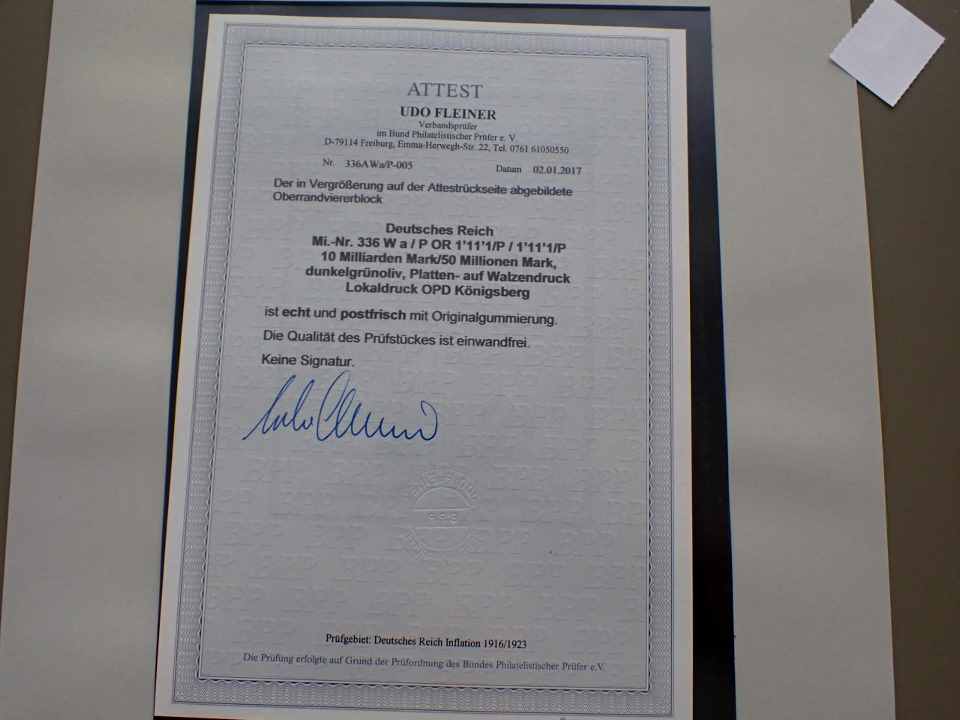 ATTEST
UDO FLEINER
Verbandsprüfer
im Bund Philatelistischer Prüfer e. V.
D-79114 Freiburg, Emma-Herwegh-Str. 22, Tel. 0761 61050550
Nr. 336A Wa/P-005 Datum 02.01.2017
Der in Vergrößerung auf der Attestrückseite abgebildete
Oberrandviererblock
Deutsches Reich
Mi.-Nr. 336 W a / P OR 1'11'1/P / 1'11'1/P
10 Milliarden Mark/50 Millionen Mark,
dunkelgrünoliv, Platten- auf Walzendruck
Lokaldruck OPD Königsberg
ist echt und postfrisch mit Originalgummierung.
Die Qualität des Prüfstückes ist einwandfrei.
Keine Signatur.
Prüfgebiet: Deutsches Reich Inflation 1916/1923
Die Prüfung erfolgte auf Grund der Prüfordnung des Bundes Philatelistischer Prüfer e.V.